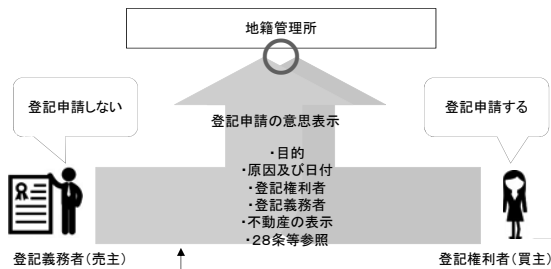 地籍管理所
登記申請しない
登記申請する
登記申請の意思表示
・目的
・原因及び日付
・登記権利者
・登記義務者
・不動産の表示
・28条等参照
登記義務者(売主)
登記権利者(買主)